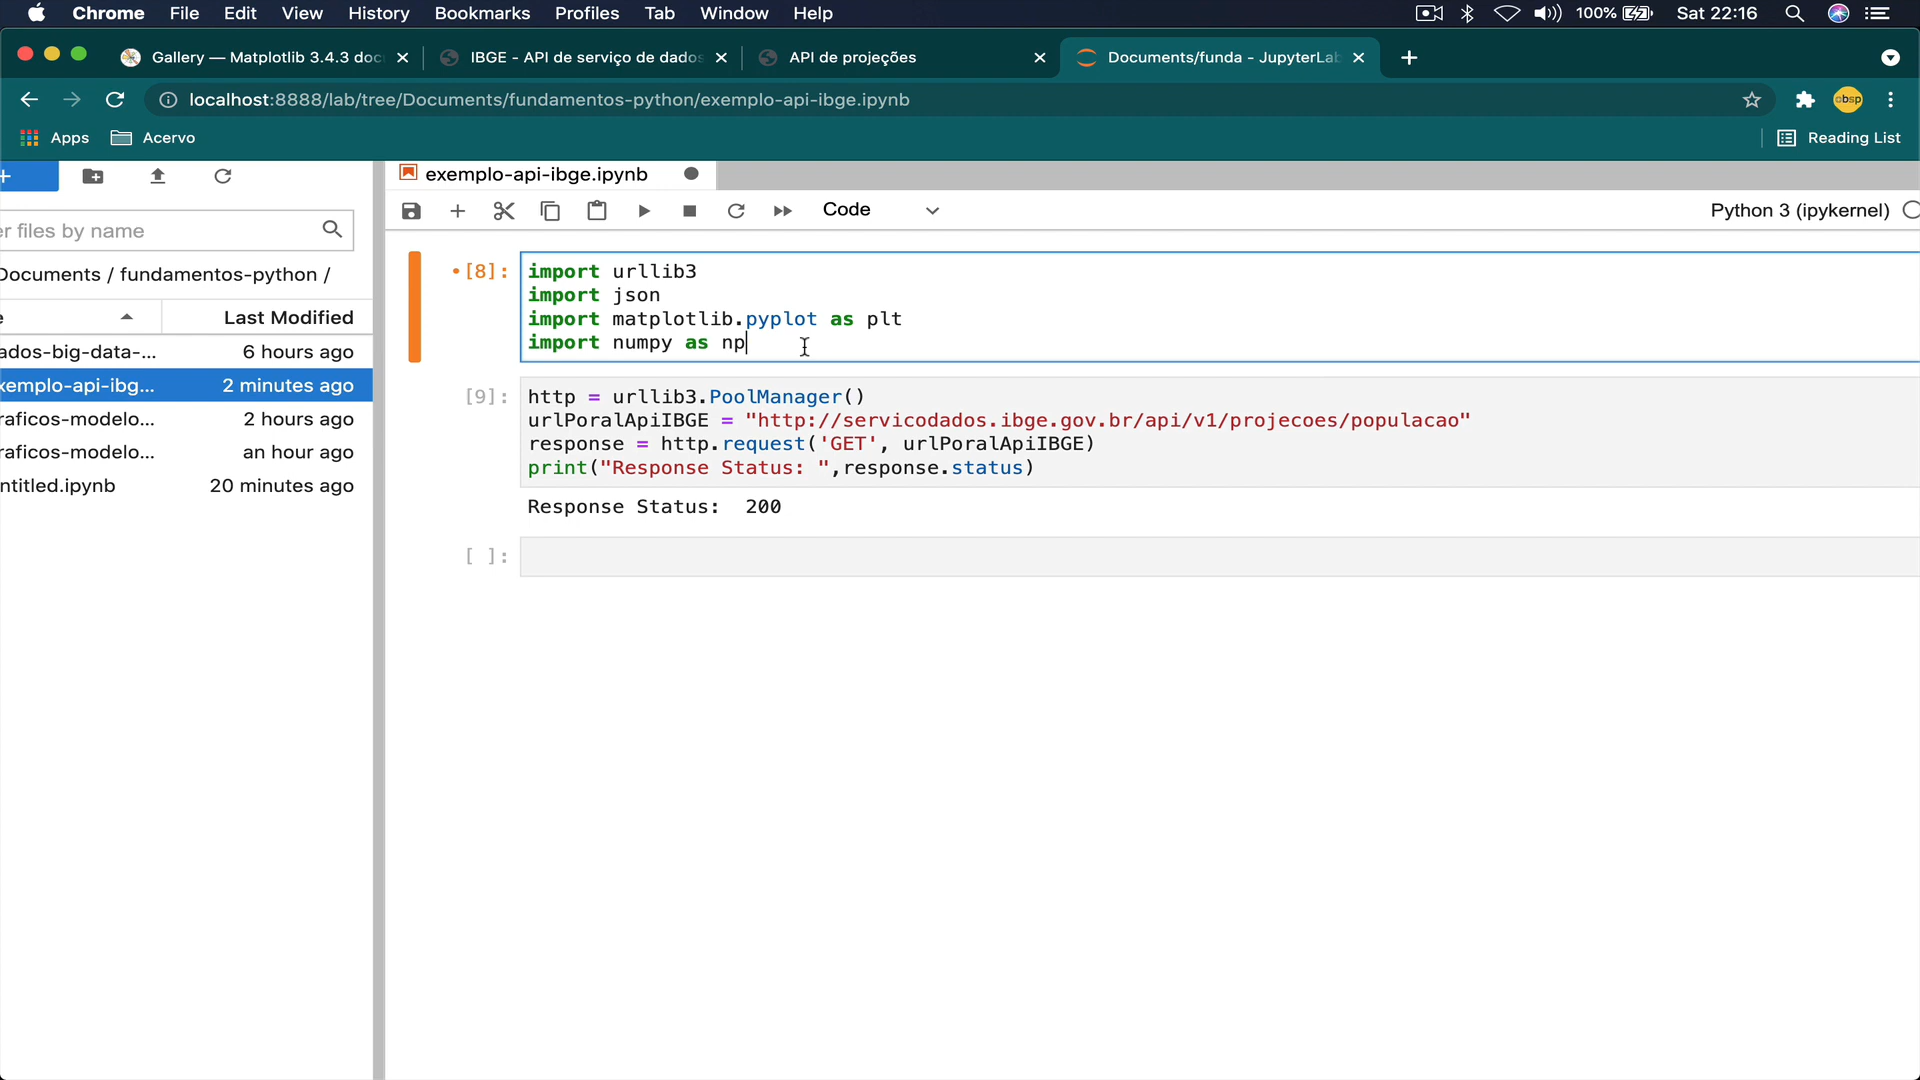 Chrome File Edit View History Bookmarks Profiles Tab Window Help 100% Sat 22:16
Gallery — Matplotlib 3.4.3 doc IBGE - API de serviço de dados API de projeções Documents/funda - JupyterLab
localhost:8888/lab/tree/Documents/fundamentos-python/exemplo-api-ibge.ipynb obsp
Apps Acervo Reading List
exemplo-api-ibge.ipynb
Code Python 3 (ipykernel)
er files by name
Documents / fundamentos-python /
e Last Modified
ados-big-data-... 6 hours ago
xemplo-api-ibg... 2 minutes ago
raficos-modelo... 2 hours ago
raficos-modelo... an hour ago
ntitled.ipynb 20 minutes ago
[8]: import urllib3
import json
import matplotlib.pyplot as plt
import numpy as np
[9]: http = urllib3.PoolManager()
urlPoralApiIBGE = "http://servicodados.ibge.gov.br/api/v1/projecoes/populacao"
response = http.request('GET', urlPoralApiIBGE)
print("Response Status: ",response.status)
Response Status:  200
[ ]: